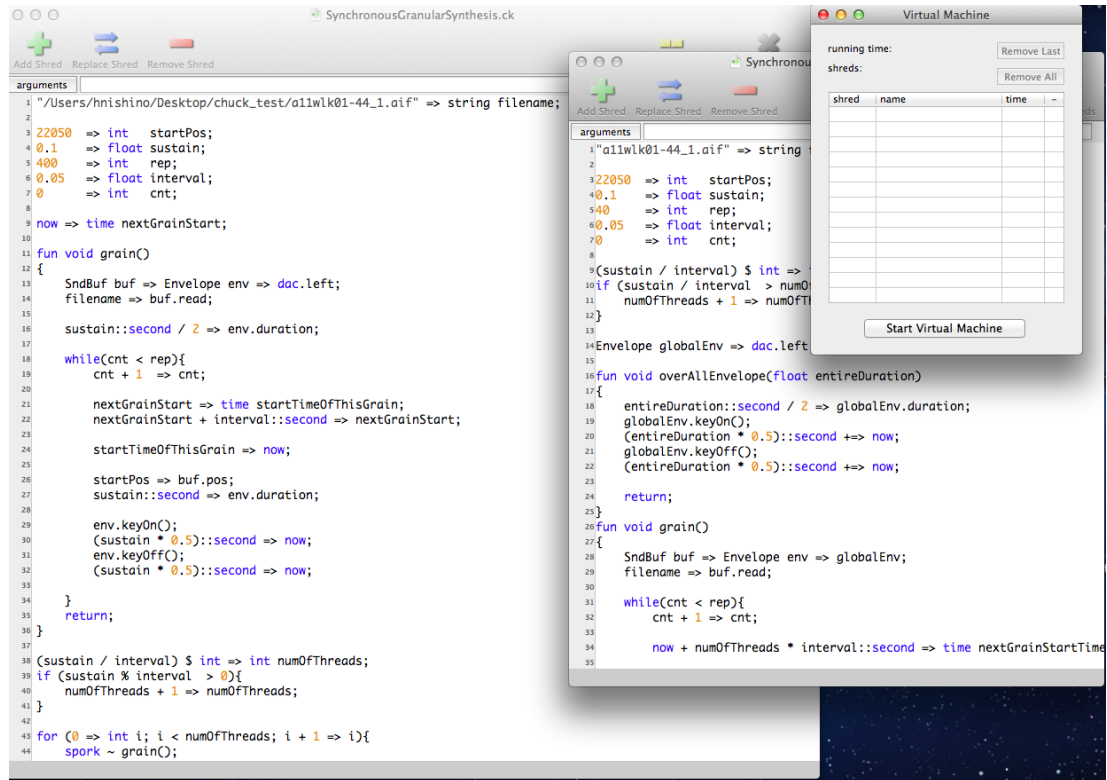 SynchronousGranularSynthesis.ck
Add Shred Replace Shred Remove Shred
arguments
1 "/Users/hnishino/Desktop/chuck_test/a11wlk01-44_1.aif" => string filename;
2
3 22050 => int startPos;
4 0.1 => float sustain;
5 400 => int rep;
6 0.05 => float interval;
7 0 => int cnt;
8
9 now => time nextGrainStart;
10
11 fun void grain()
12 {
13 SndBuf buf => Envelope env => dac.left;
14 filename => buf.read;
15
16 sustain::second / 2 => env.duration;
17
18 while(cnt < rep){
19 cnt + 1 => cnt;
20
21 nextGrainStart => time startTimeOfThisGrain;
22 nextGrainStart + interval::second => nextGrainStart;
23
24 startTimeOfThisGrain => now;
25
26 startPos => buf.pos;
27 sustain::second => env.duration;
28
29 env.keyOn();
30 (sustain * 0.5)::second => now;
31 env.keyOff();
32 (sustain * 0.5)::second => now;
33
34 }
35 return;
36 }
37
38 (sustain / interval) $ int => int numOfThreads;
39 if (sustain % interval > 0){
40 numOfThreads + 1 => numOfThreads;
41 }
42
43 for (0 => int i; i < numOfThreads; i + 1 => i){
44 spork ~ grain();
Synchronou
Add Shred Replace Shred Remove Shred
ds
arguments
1 "a11wlk01-44_1.aif" => string
2
3 22050 => int startPos;
4 0.1 => float sustain;
5 40 => int rep;
6 0.05 => float interval;
7 0 => int cnt;
8
9 (sustain / interval) $ int =>
10 if (sustain / interval > numO
11 numOfThreads + 1 => numOfTh
12 }
13
14 Envelope globalEnv => dac.left
15
16 fun void overAllEnvelope(float entireDuration)
17 {
18 entireDuration::second / 2 => globalEnv.duration;
19 globalEnv.keyOn();
20 (entireDuration * 0.5)::second +=> now;
21 globalEnv.keyOff();
22 (entireDuration * 0.5)::second +=> now;
23
24 return;
25 }
26 fun void grain()
27 {
28 SndBuf buf => Envelope env => globalEnv;
29 filename => buf.read;
30
31 while(cnt < rep){
32 cnt + 1 => cnt;
33
34 now + numOfThreads * interval::second => time nextGrainStartTime
35
Virtual Machine
running time:
Remove Last
shreds:
Remove All
shred name time -
Start Virtual Machine